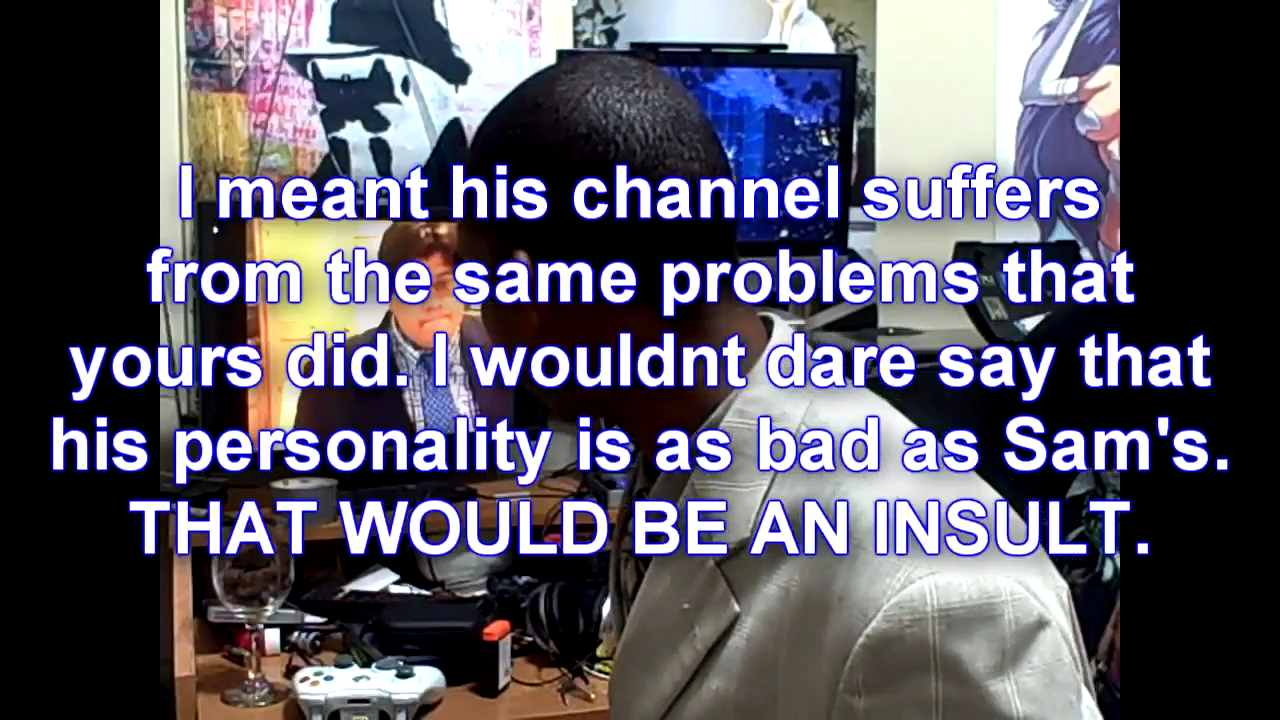 I meant his channel suffers
from the same problems that
yours did. I wouldnt dare say that
his personality is as bad as Sam's.
THAT WOULD BE AN INSULT.